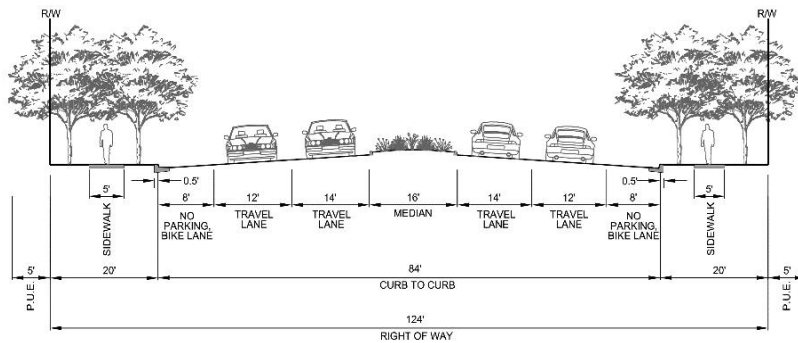 R/W
R/W
5'
0.5'
0.5'
5'
8'
12'
14'
16'
14'
12'
8'
NO
PARKING,
BIKE LANE
TRAVEL
LANE
TRAVEL
LANE
MEDIAN
TRAVEL
LANE
TRAVEL
LANE
NO
PARKING,
BIKE LANE
SIDEWALK
SIDEWALK
5'
20'
84'
20'
5'
P.U.E.
CURB TO CURB
P.U.E.
124'
RIGHT OF WAY